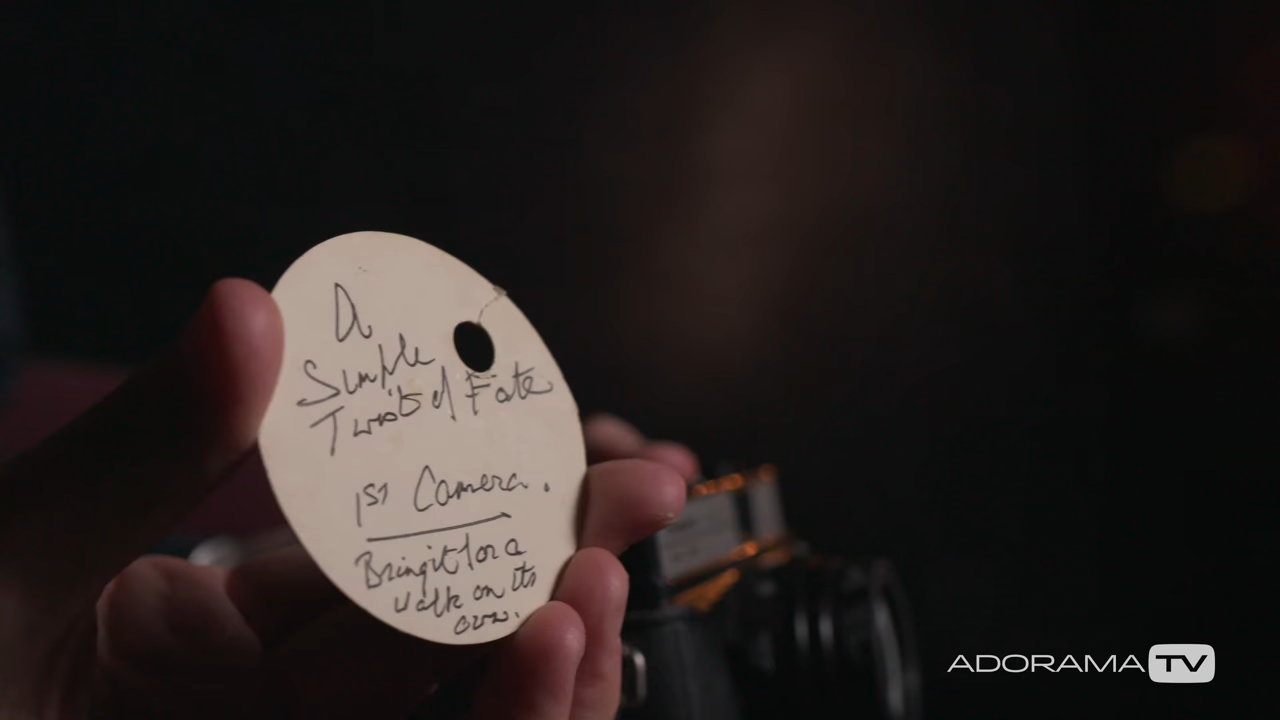 A
Simple
Twist of Fate
1st Camera.
Bring it for a
walk on its
own.
ADORAMA TV